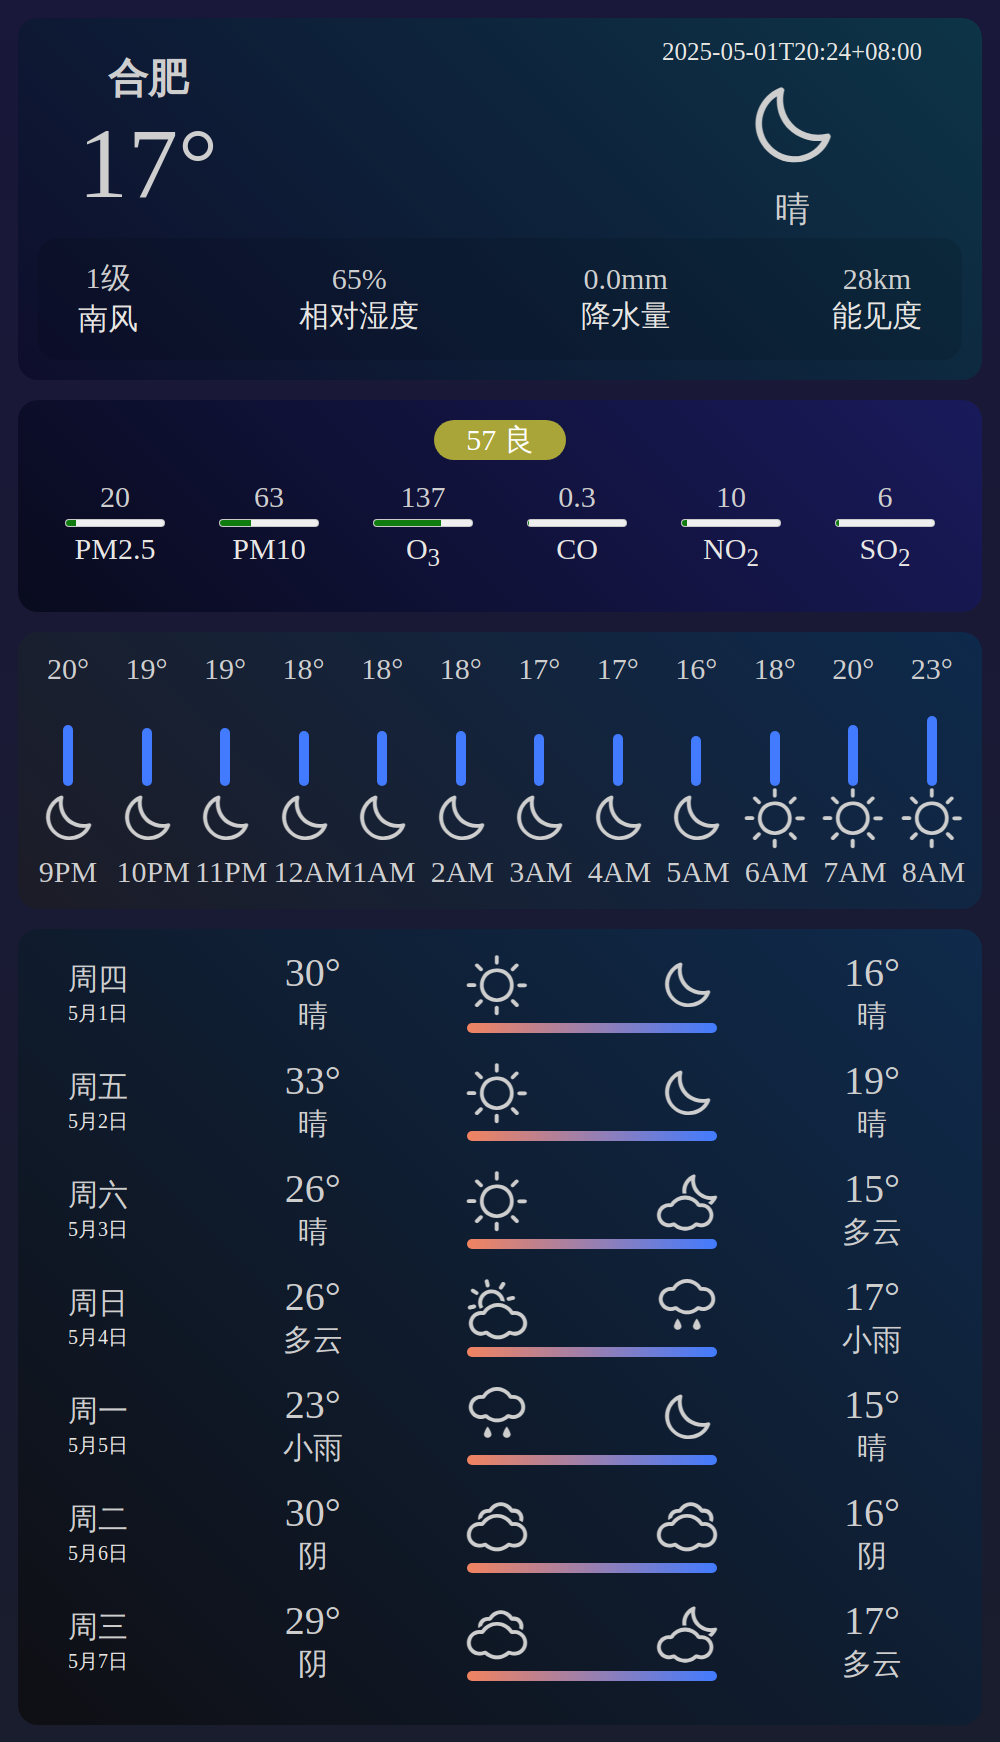 合肥
17°
2025-05-01T20:24+08:00
晴
1级 65% 0.0mm 28km
南风 相对湿度 降水量 能见度
57 良
20 63 137 0.3 10 6
PM2.5 PM10 O3 CO NO2 SO2
20° 19° 19° 18° 18° 18° 17° 17° 16° 18° 20° 23°
9PM 10PM 11PM 12AM 1AM 2AM 3AM 4AM 5AM 6AM 7AM 8AM
周四 30° 16°
5月1日 晴 晴
周五 33° 19°
5月2日 晴 晴
周六 26° 15°
5月3日 晴 多云
周日 26° 17°
5月4日 多云 小雨
周一 23° 15°
5月5日 小雨 晴
周二 30° 16°
5月6日 阴 阴
周三 29° 17°
5月7日 阴 多云